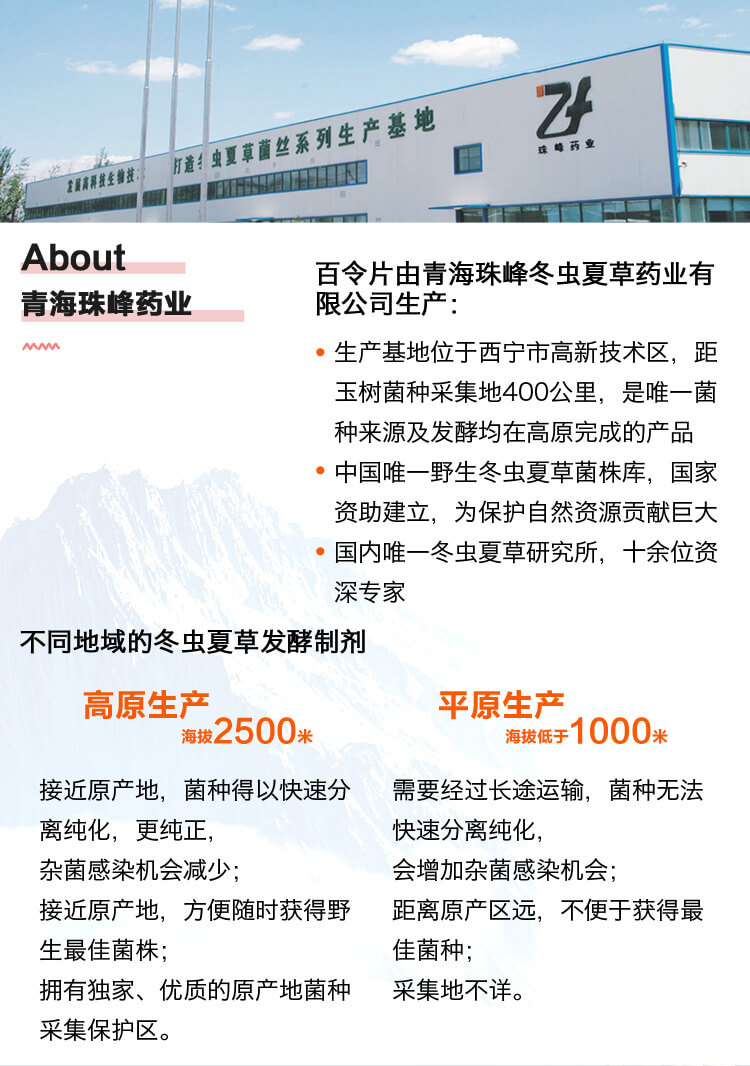 发展高科技生物技
打造冬虫夏草菌丝系列生产基地
珠峰药业
About
青海珠峰药业
百令片由青海珠峰冬虫夏草药业有
限公司生产：
生产基地位于西宁市高新技术区，距
玉树菌种采集地400公里，是唯一菌
种来源及发酵均在高原完成的产品
中国唯一野生冬虫夏草菌株库，国家
资助建立，为保护自然资源贡献巨大
国内唯一冬虫夏草研究所，十余位资
深专家
不同地域的冬虫夏草发酵制剂
高原生产
海拔2500米
接近原产地，菌种得以快速分
离纯化，更纯正，
杂菌感染机会减少；
接近原产地，方便随时获得野
生最佳菌株；
拥有独家、优质的原产地菌种
采集保护区。
平原生产
海拔低于1000米
需要经过长途运输，菌种无法
快速分离纯化，
会增加杂菌感染机会；
距离原产区远，不便于获得最
佳菌种；
采集地不详。